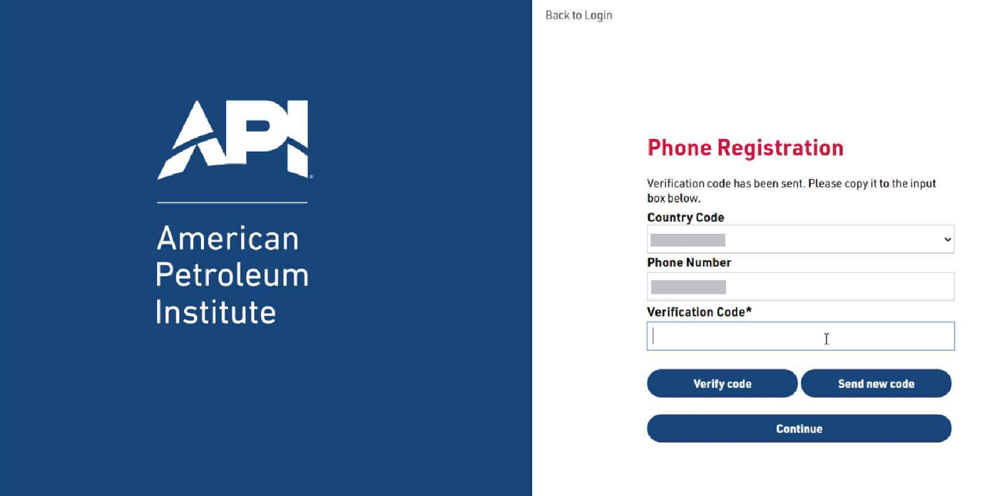 Back to Login
API®
American
Petroleum
Institute
Phone Registration
Verification code has been sent. Please copy it to the input
box below.
Country Code
Phone Number
Verification Code*
Verify code
Send new code
Continue